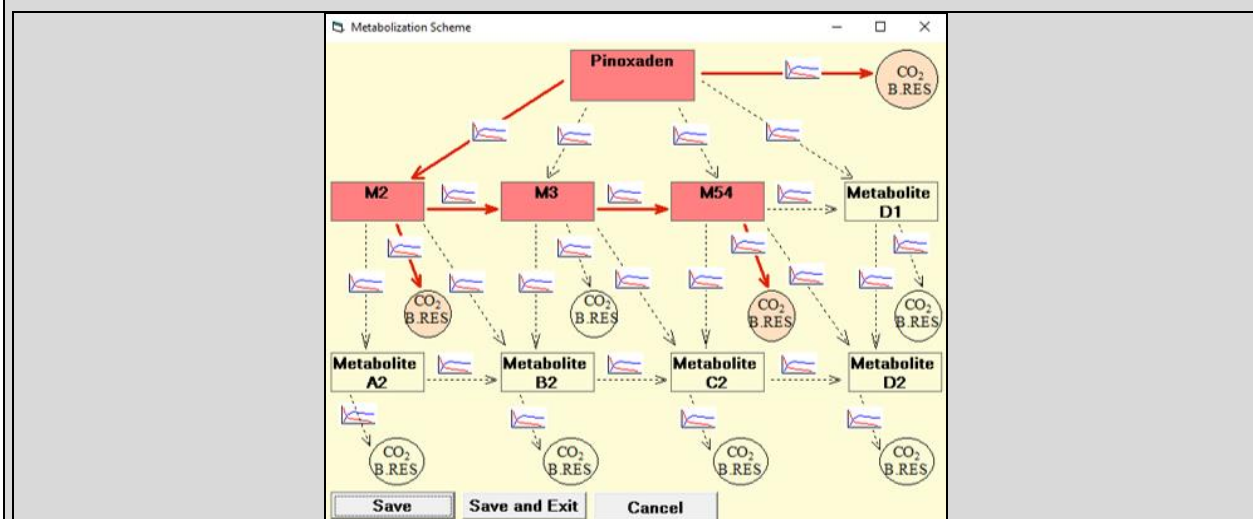 Metabolization Scheme
Pinoxaden
CO2
B.RES
M2
M3
M54
Metabolite
D1
CO2
B.RES
CO2
B.RES
CO2
B.RES
CO2
B.RES
Metabolite
A2
Metabolite
B2
Metabolite
C2
Metabolite
D2
CO2
B.RES
CO2
B.RES
CO2
B.RES
CO2
B.RES
Save
Save and Exit
Cancel